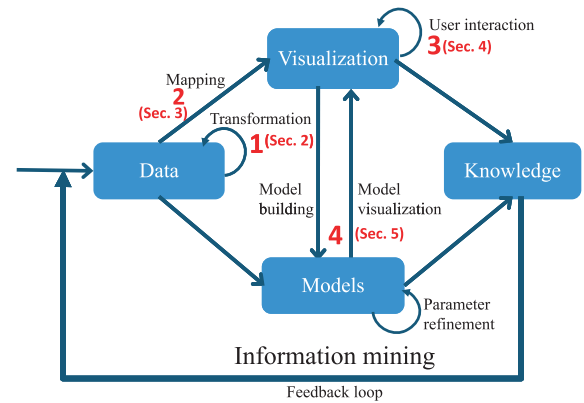 User interaction
3 (Sec. 4)
Visualization
Mapping
2
(Sec. 3)
Transformation
1 (Sec. 2)
Data
Knowledge
Model
building
Model
visualization
4 (Sec. 5)
Models
Parameter
refinement
Information mining
Feedback loop